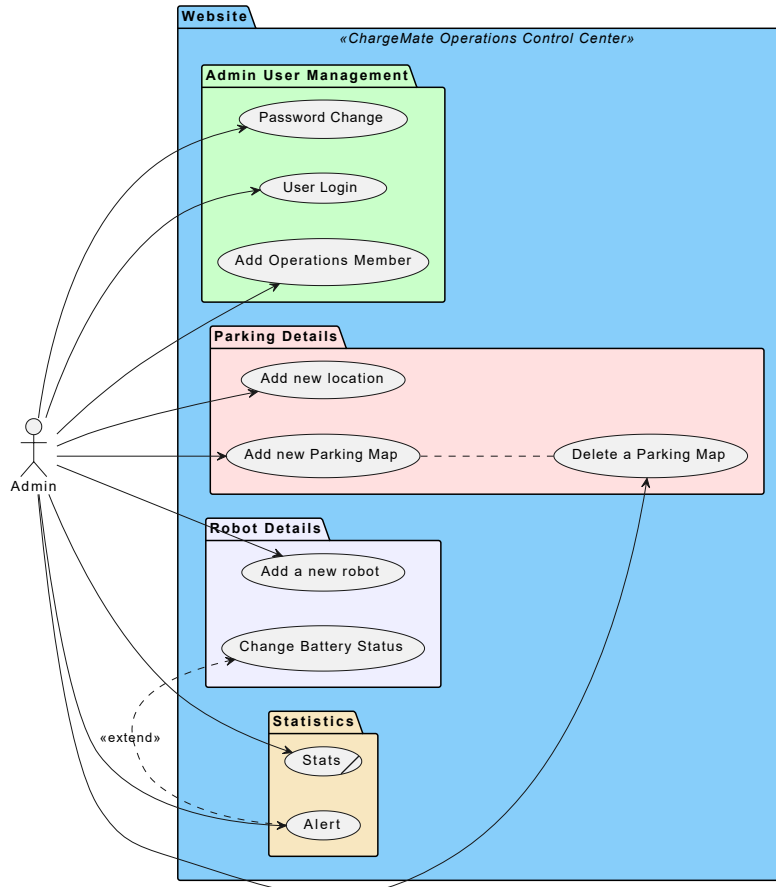 Website
«ChargeMate Operations Control Center»
Admin User Management
Password Change
User Login
Add Operations Member
Parking Details
Add new location
Add new Parking Map
Delete a Parking Map
Admin
Robot Details
Add a new robot
Change Battery Status
Statistics
«extend»
Stats
Alert